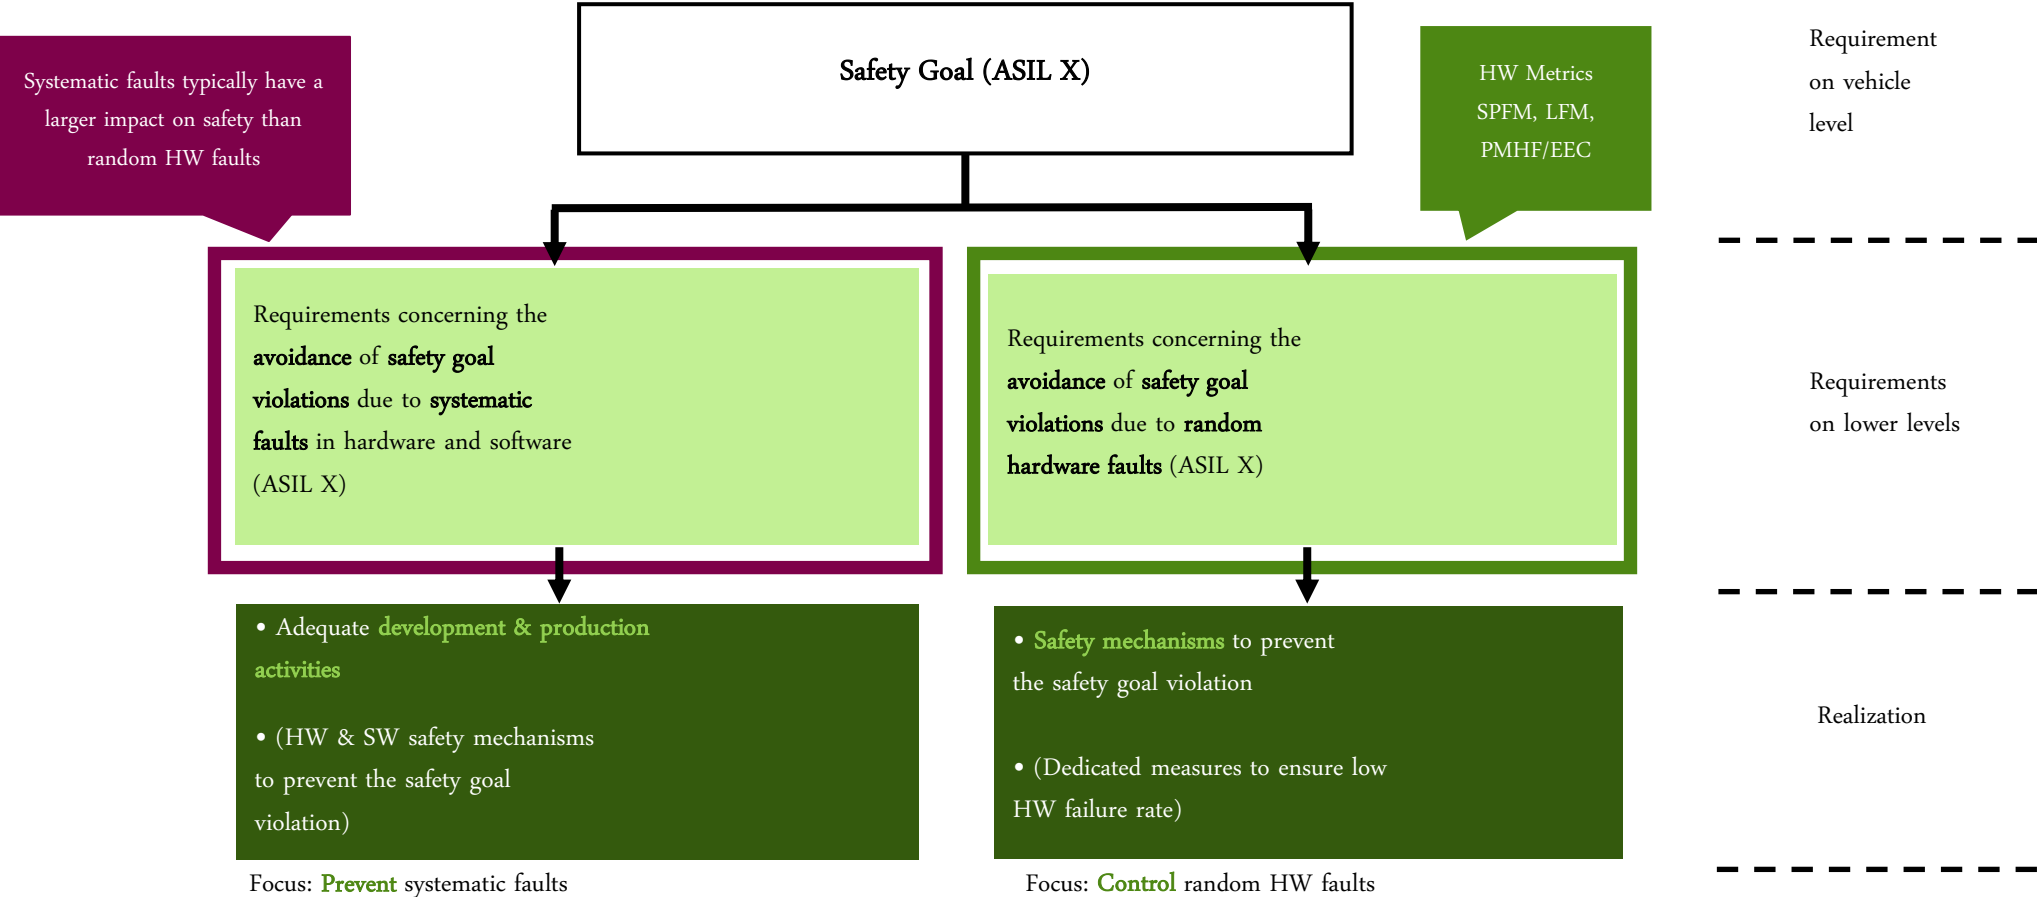 Safety Goal (ASIL X)
Systematic faults typically have a
larger impact on safety than
random HW faults
HW Metrics
SPFM, LFM,
PMHF/EEC
Requirement
on vehicle
level
Requirements concerning the
avoidance of safety goal
violations due to systematic
faults in hardware and software
(ASIL X)
Requirements concerning the
avoidance of safety goal
violations due to random
hardware faults (ASIL X)
Requirements
on lower levels
• Adequate development & production
activities
• (HW & SW safety mechanisms
to prevent the safety goal
violation)
• Safety mechanisms to prevent
the safety goal violation
• (Dedicated measures to ensure low
HW failure rate)
Realization
Focus: Prevent systematic faults
Focus: Control random HW faults